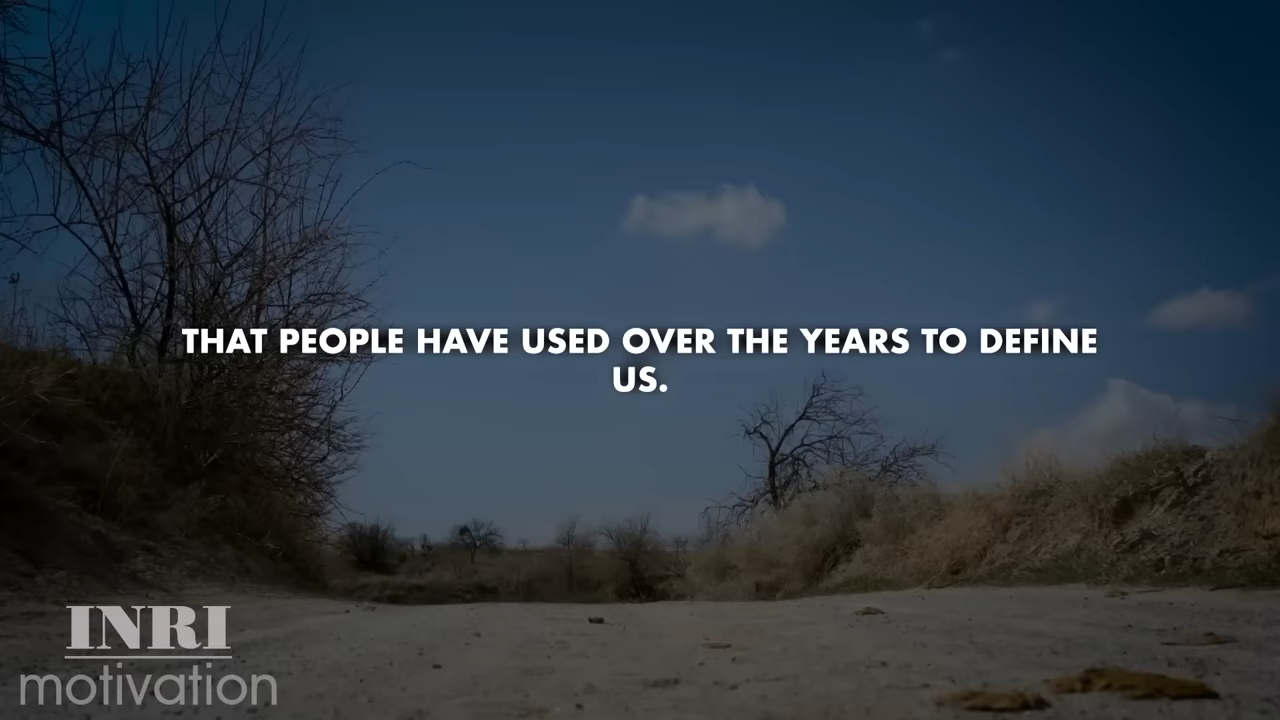 THAT PEOPLE HAVE USED OVER THE YEARS TO DEFINE
US.
INRI
motivation